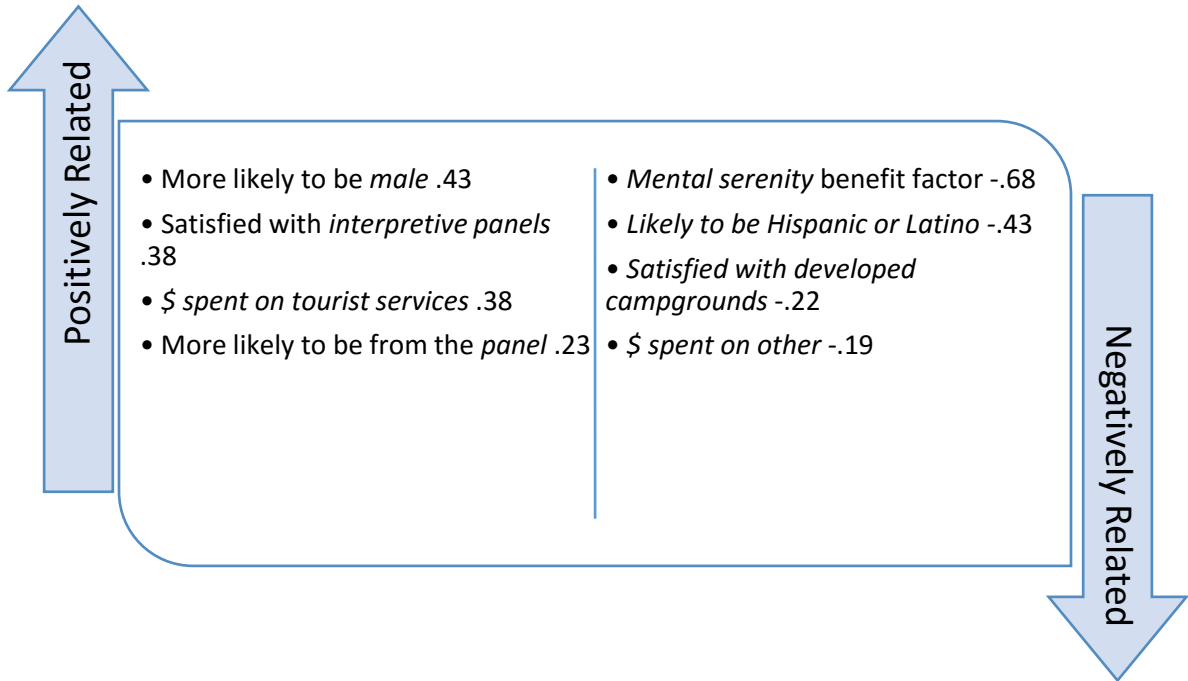 Positively Related
• More likely to be male .43
• Satisfied with interpretive panels
.38
• $ spent on tourist services .38
• More likely to be from the panel .23
• Mental serenity benefit factor -.68
• Likely to be Hispanic or Latino -.43
• Satisfied with developed
campgrounds -.22
• $ spent on other -.19
Negatively Related